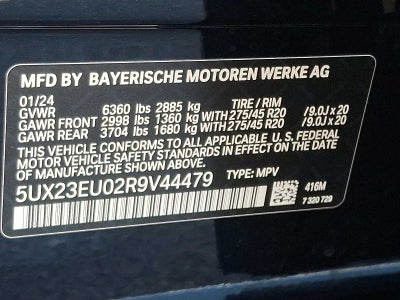 MFD BY BAYERISCHE MOTOREN WERKE AG
01/24 TIRE / RIM
GVWR 6360 lbs 2885 kg
GAWR FRONT 2998 lbs 1360 kg WITH 275/45 R20 /9.0J x 20
GAWR REAR 3704 lbs 1680 kg WITH 275/45 R20 /9.0J x 20
THIS VEHICLE CONFORMS TO ALL APPLICABLE U.S. FEDERAL
MOTOR VEHICLE SAFETY STANDARDS IN EFFECT ON THE DATE
OF MANUFACTURE SHOWN ABOVE.
5UX23EU02R9V44479 TYPE: MPV
416M
7 320 729